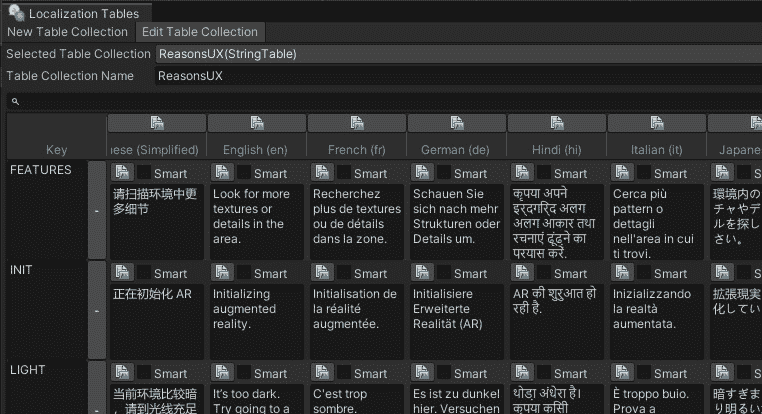 Localization Tables
New Table Collection Edit Table Collection
Selected Table Collection ReasonsUX(StringTable)
Table Collection Name ReasonsUX
Key (Simplified) English (en) French (fr) German (de) Hindi (hi) Italian (it)
FEATURES Smart Smart Smart Smart Smart Smart
请扫描环境中更
多细节
Look for more
textures or
details in the
area.
Recherchez
plus de textures
ou de détails
dans la zone.
Schauen Sie
sich nach mehr
Strukturen oder
Details um.
कृपया अपने
इर्दगिर्द अलग
अलग आकार तथा
रचनाएं ढूंढ़ने का
प्रयास करें.
Cerca più
pattern o
dettagli
nell'area in cui
ti trovi.
環境内の
チャやデ
ルを探し
さい。
INIT Smart Smart Smart Smart Smart Smart
正在初始化 AR
Initializing
augmented
reality.
Initialisation de
la réalité
augmentée.
Initialisiere
Erweiterte
Realität (AR)
AR की शुरुआत हो
रही है.
Inizializzando
la realtà
aumentata.
拡張現実
化してい
LIGHT Smart Smart Smart Smart Smart Smart
当前环境比较暗
，请到光线充足
It's too dark.
Try going to a
C'est trop
sombre.
Es ist zu dunkel
hier. Versuchen
थोड़ा अंधेरा है।
कृपया किसी
È troppo buio.
Prova a
暗すぎま
り明るい